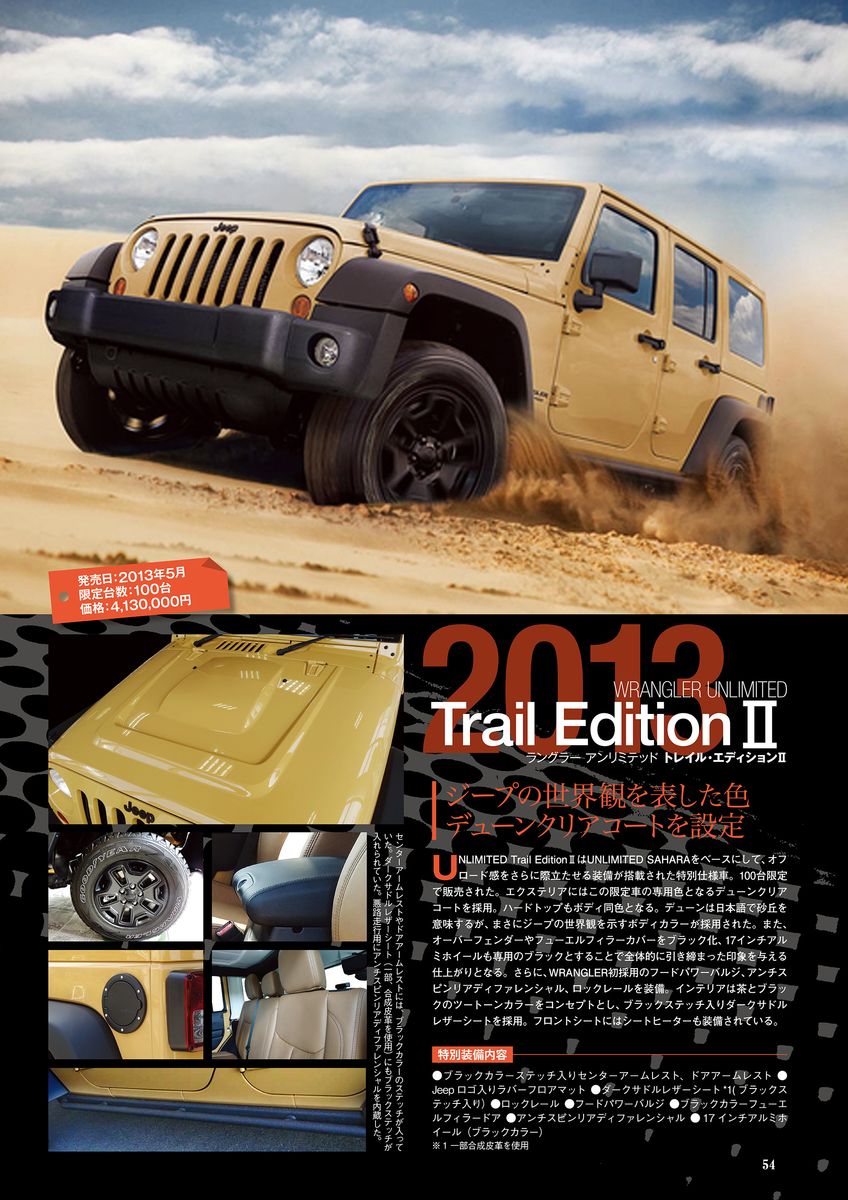 Jeep
発売日：2013年5月
限定台数：100台
価格：4,130,000円
2013
WRANGLER UNLIMITED
Trail Edition Ⅱ
ラングラー アンリミテッド トレイル・エディションⅡ
ジープの世界観を表した色
デューンクリアコートを設定
UNLIMITED Trail EditionⅡはUNLIMITED SAHARAをベースにして、オフ
ロード感をさらに際立たせる装備が搭載された特別仕様車。100台限定
で販売された。エクステリアにはこの限定車の専用色となるデューンクリア
コートを採用。ハードトップもボディ同色となる。デューンは日本語で砂丘を
意味するが、まさにジープの世界観を示すボディカラーが採用された。また、
オーバーフェンダーやフューエルフィラーカバーをブラック化、17インチアル
ミホイールも専用のブラックとすることで全体的に引き締まった印象を与える
仕上がりとなる。さらに、WRANGLER初採用のフードパワーバルジ、アンチス
ピンリアディファレンシャル、ロックレールを装備。インテリアは茶とブラック
のツートーンカラーをコンセプトとし、ブラックステッチ入りダークサドル
レザーシートを採用。フロントシートにはシートヒーターも装備されている。
特別装備内容
●ブラックカラーステッチ入りセンターアームレスト、ドアアームレスト ●
Jeep ロゴ入りラバーフロアマット ●ダークサドルレザーシート*1(ブラックス
テッチ入り) ●ロックレール ●フードパワーバルジ ●ブラックカラーフューエ
ルフィラードア ●アンチスピンリアディファレンシャル ●17 インチアルミホ
イール（ブラックカラー）
※1 一部合成皮革を使用
Jeep
GOODYEAR
センターアームレストやドアアームレストには、ブラックカラーのステッチが入って
いた。ダークサドルレザーシート（一部、合成皮革を使用）にもブラックステッチが
入れられていた。悪路走行用にアンチスピンリアディファレンシャルを内蔵した。
54